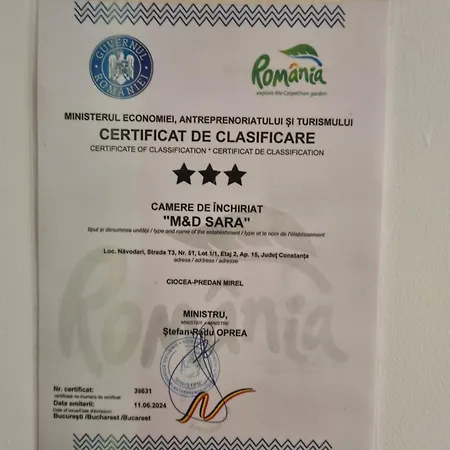 GUVERNUL
ROMÂNIEI
România
explore the Carpathian garden
MINISTERUL ECONOMIEI, ANTREPRENORIATULUI ȘI TURISMULUI
CERTIFICAT DE CLASIFICARE
CERTIFICATE OF CLASSIFICATION * CERTIFICAT DE CLASSIFICATION
CAMERE DE ÎNCHIRIAT
"M&D SARA"
tipul și denumirea unității / type and name of the establishment / type et le nom de l'établissement
Loc. Năvodari, Strada T3, Nr. 51, Lot 1/1, Etaj 2, Ap. 15, Județ Constanța
adresa / address / adresse
CIOCEA-PREDAN MIREL
România
MINISTRU,
MINISTER / MINISTRE
Ștefan-Radu OPREA
Nr. certificat: 38631
Data emiterii: 11.06.2024
București /Bucharest /Bucarest